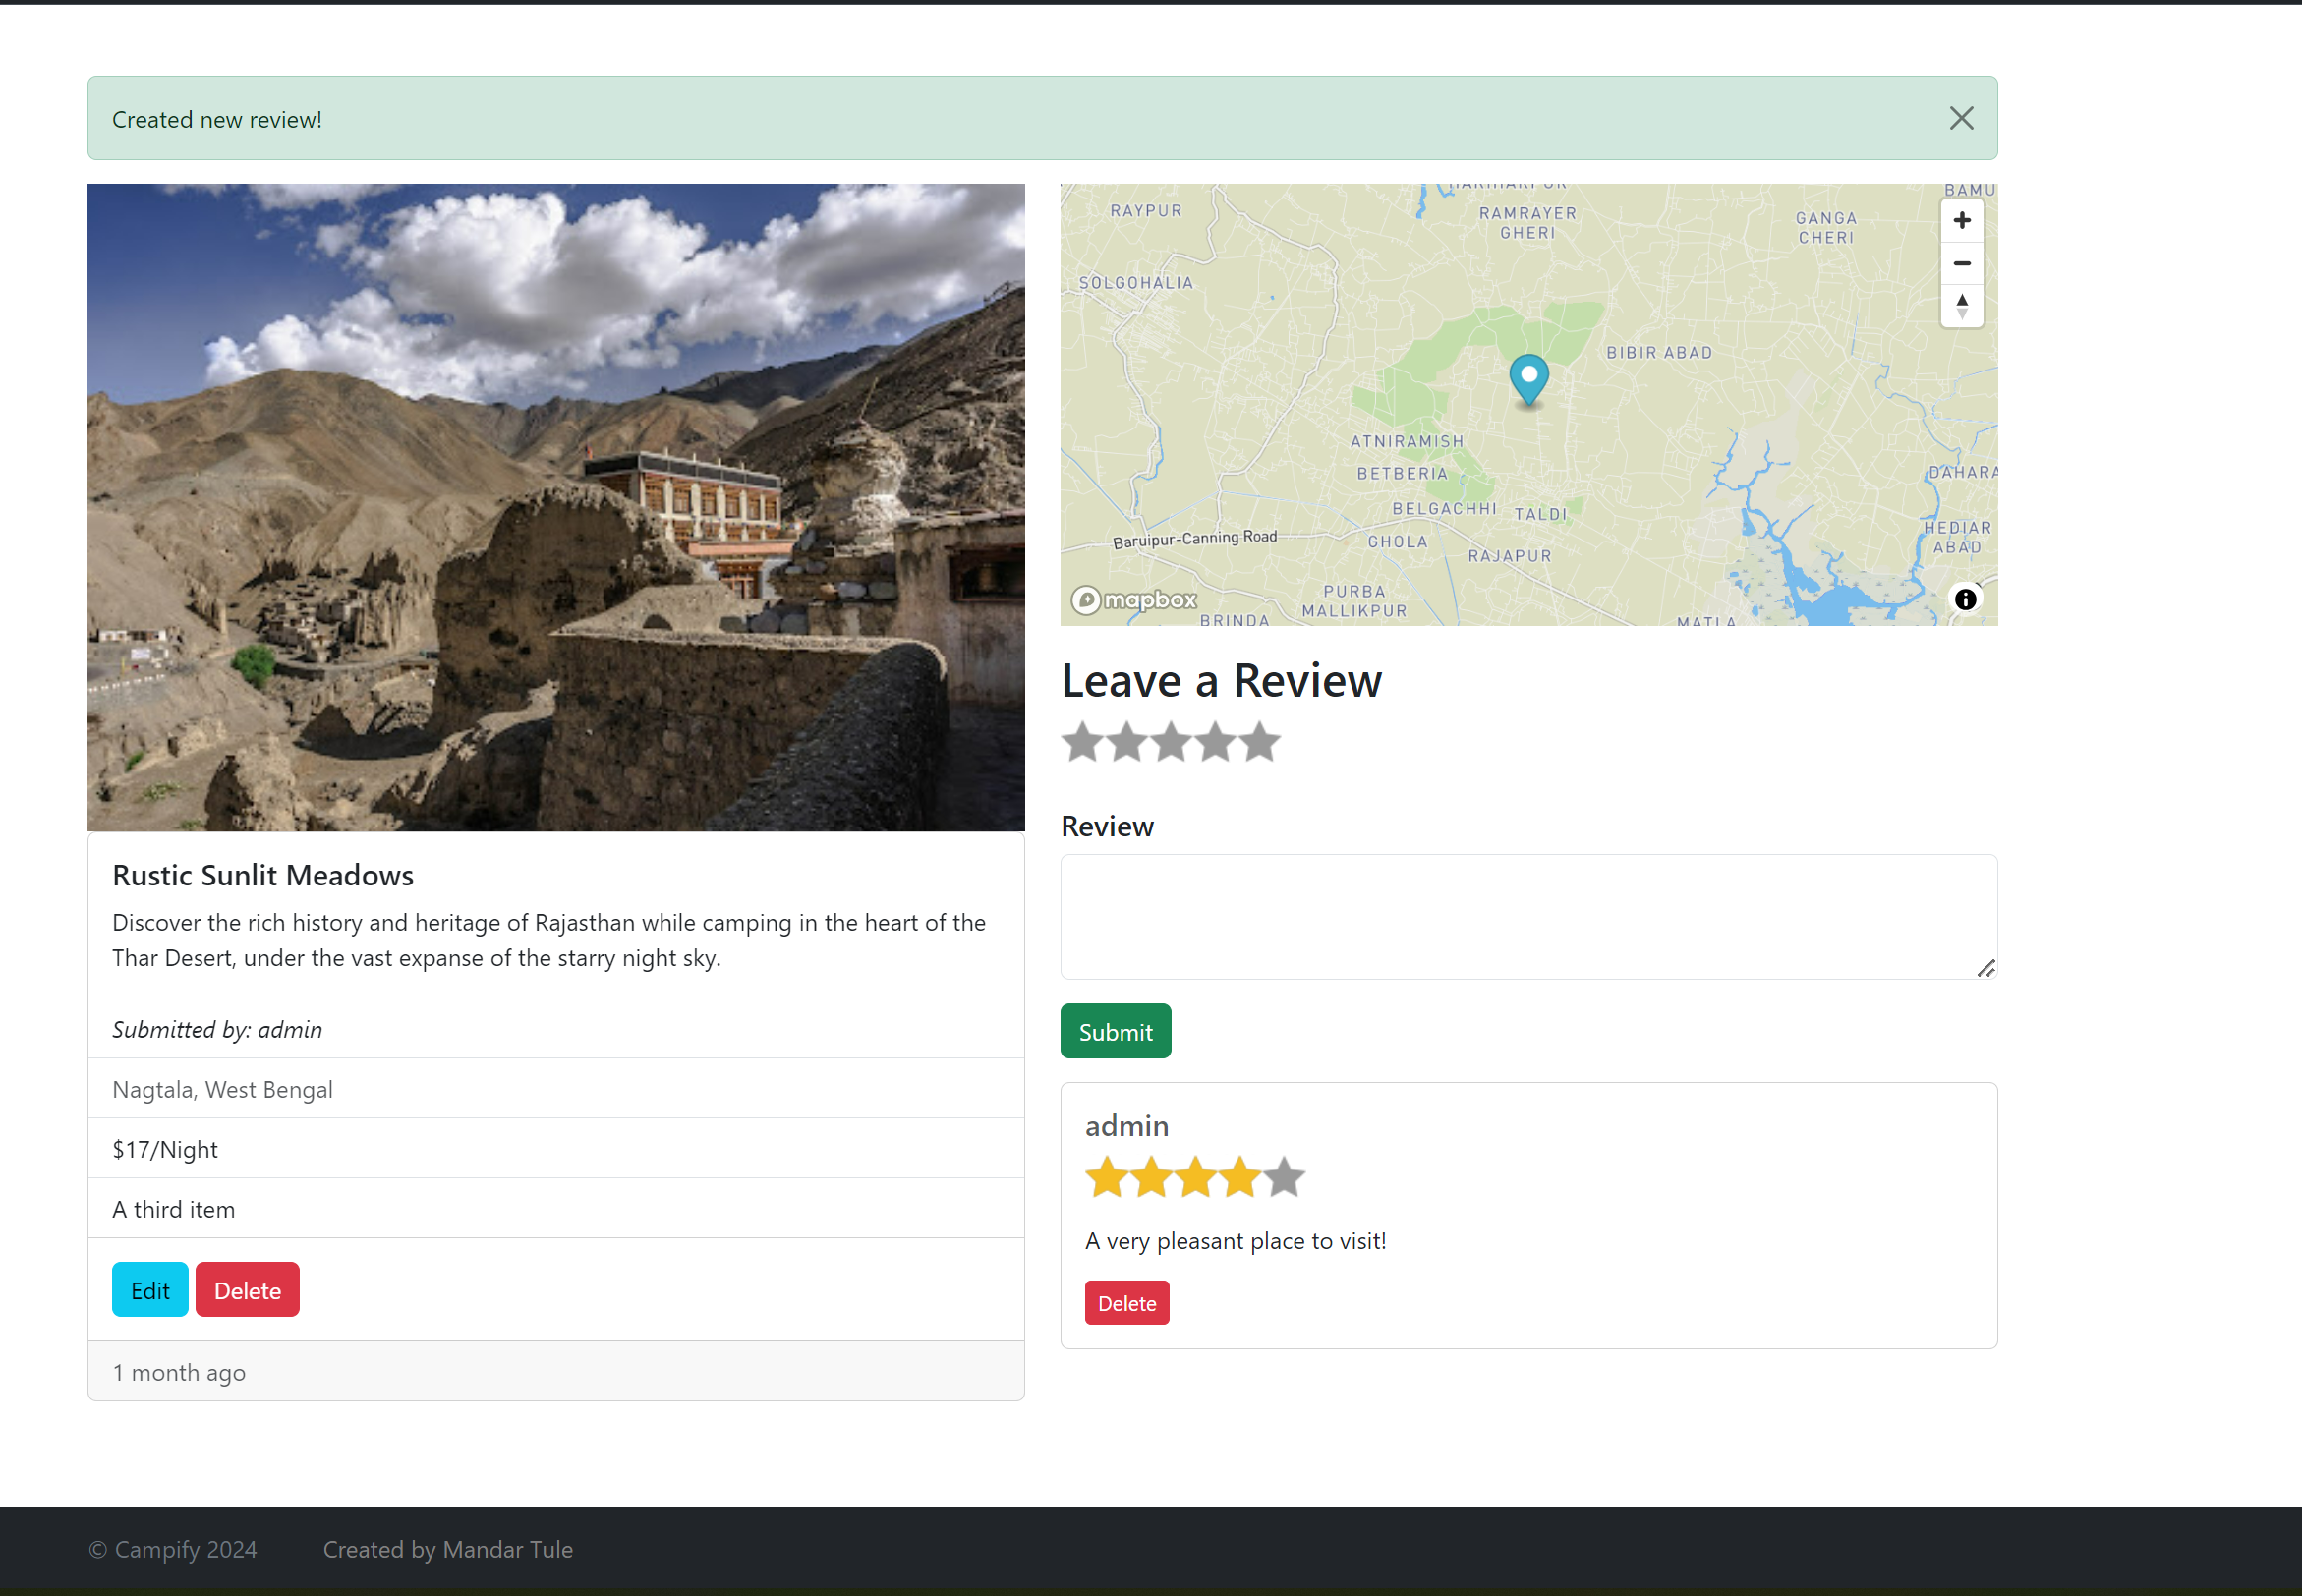 Created new review!
RAYPUR
RAMRAYER
GHERI
GANGA
CHERI
BAMU
SOLGOHALIA
BIBIR ABAD
ATNIRAMISH
BETBERIA
DAHARA
BELGACHHI
TALDI
HEDIAR
ABAD
Baruipur-Canning Road
GHOLA
RAJAPUR
PURBA
MALLIKPUR
mapbox
BRINDA
MATLA
Leave a Review
Review
Submit
admin
A very pleasant place to visit!
Delete
Rustic Sunlit Meadows
Discover the rich history and heritage of Rajasthan while camping in the heart of the
Thar Desert, under the vast expanse of the starry night sky.
Submitted by: admin
Nagtala, West Bengal
$17/Night
A third item
Edit Delete
1 month ago
© Campify 2024 Created by Mandar Tule